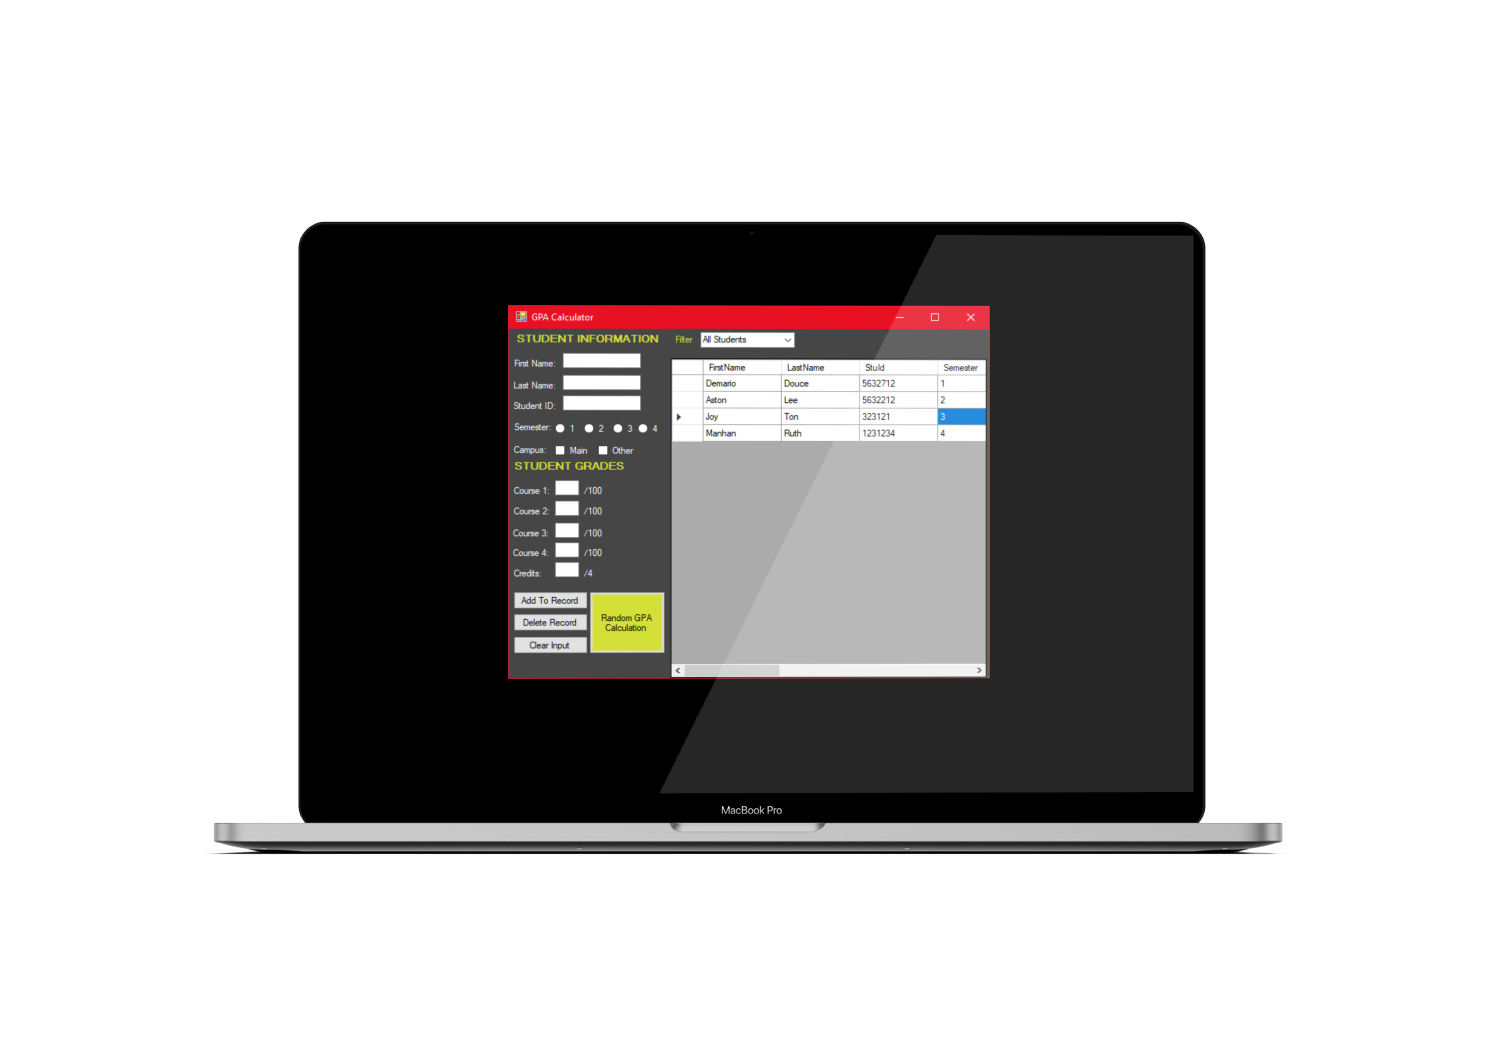 GPA Calculator
STUDENT INFORMATION
Filter All Students
First Name:
Last Name:
Student ID:
Semester: 1 2 3 4
Campus: Main Other
STUDENT GRADES
Course 1: /100
Course 2: /100
Course 3: /100
Course 4: /100
Credits: /4
Add To Record
Delete Record
Clear Input
Random GPA
Calculation
FirstName LastName StuId Semester
Demario Douce 5632712 1
Aston Lee 5632212 2
Joy Ton 323121 3
Manhan Ruth 1231234 4
MacBook Pro